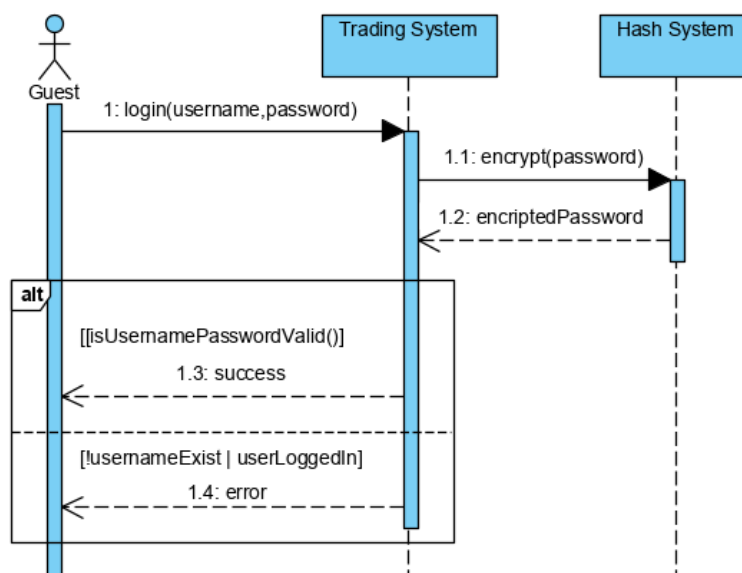 Trading System
Hash System
Guest
1: login(username,password)
1.1: encrypt(password)
1.2: encriptedPassword
alt
[[isUsernamePasswordValid()]
1.3: success
[!usernameExist | userLoggedIn]
1.4: error